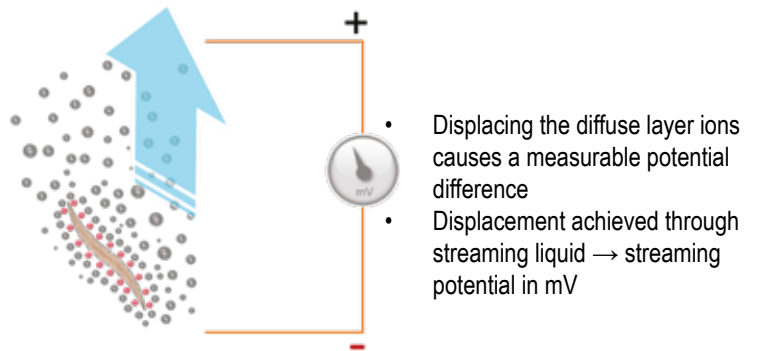 +
mV
• Displacing the diffuse layer ions
causes a measurable potential
difference
• Displacement achieved through
streaming liquid → streaming
potential in mV
-